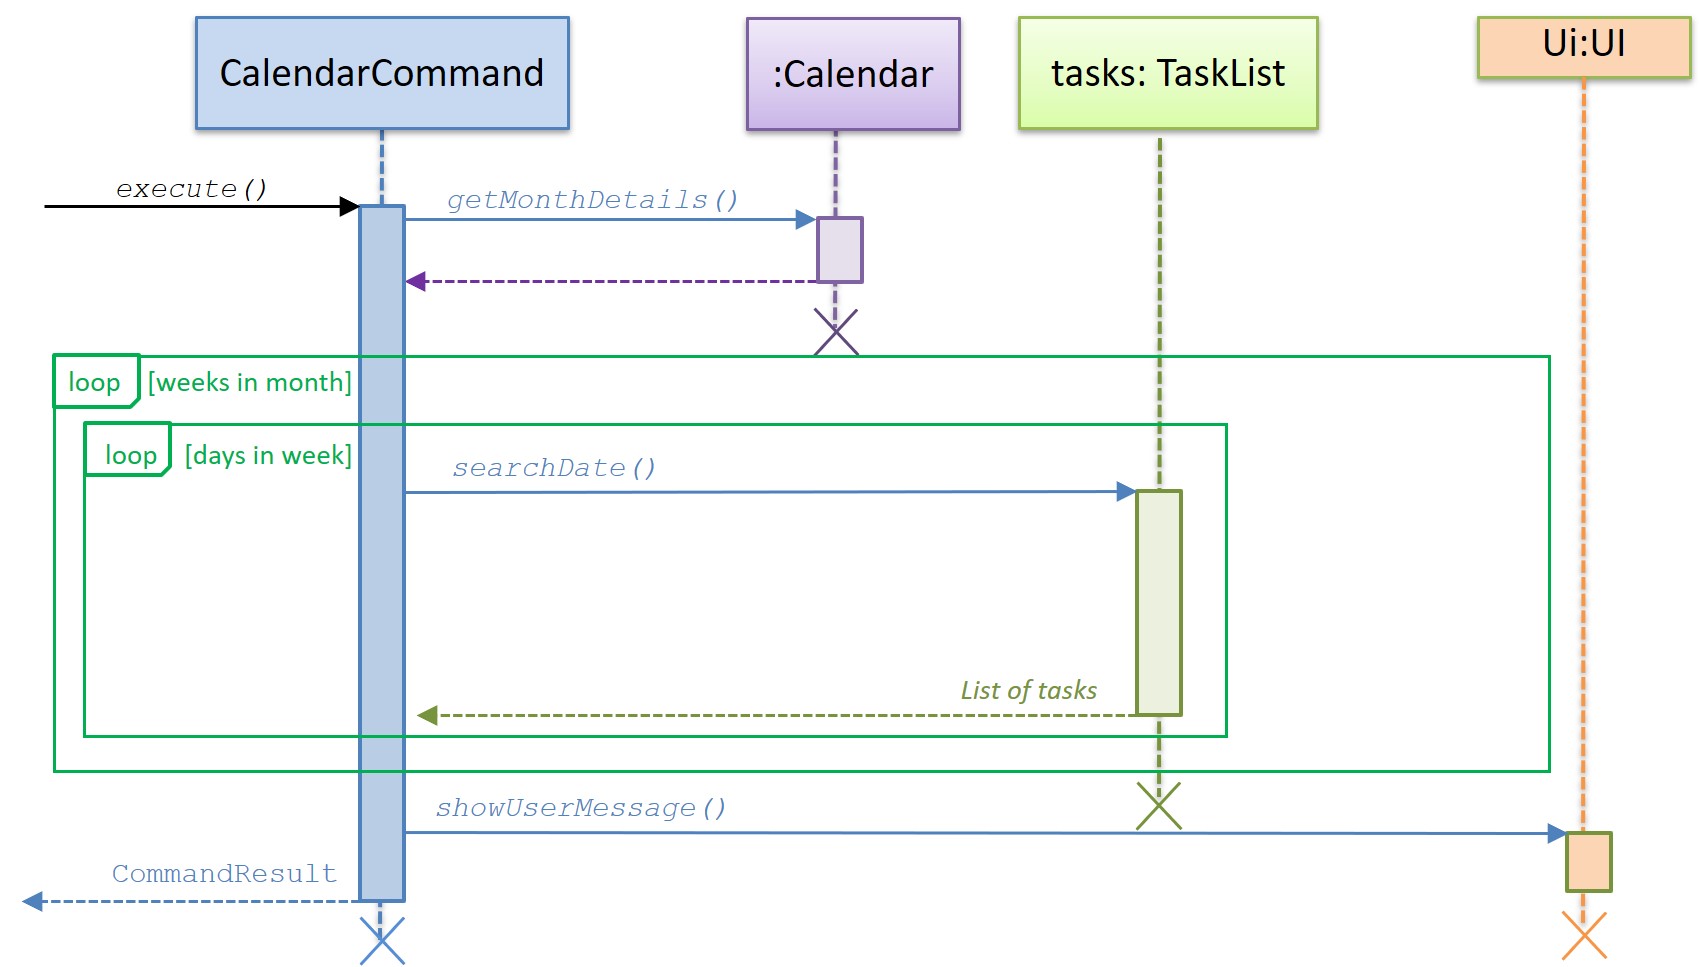 CalendarCommand
:Calendar
tasks: TaskList
Ui:UI
execute()
getMonthDetails()
loop [weeks in month]
loop [days in week]
searchDate()
List of tasks
showUserMessage()
CommandResult